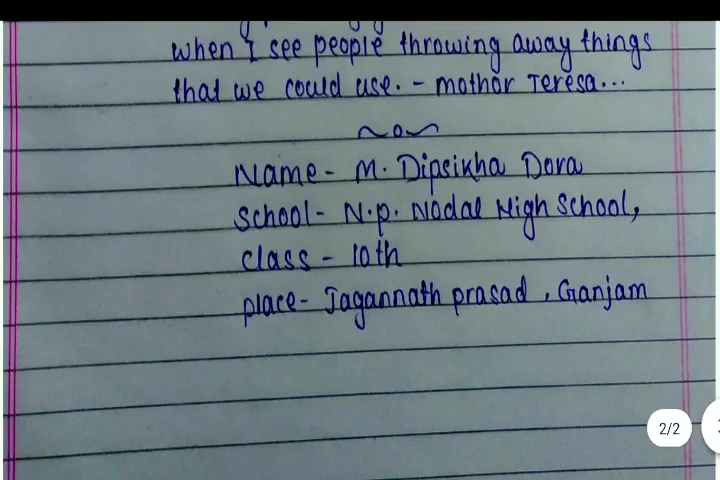 when I see people throwing away things
that we could use. - mothor Teresa...
Name - M. Dipsikha Dora
School - N.p. Nodal High School,
class - 10th
place - Jagannath prasad, Ganjam
2/2